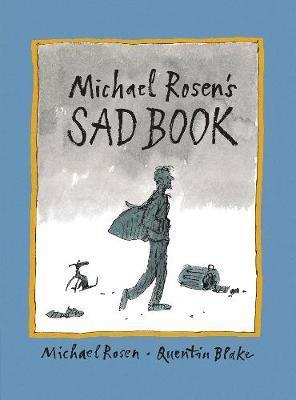 Michael Rosen's
SAD BOOK
Michael Rosen · Quentin Blake